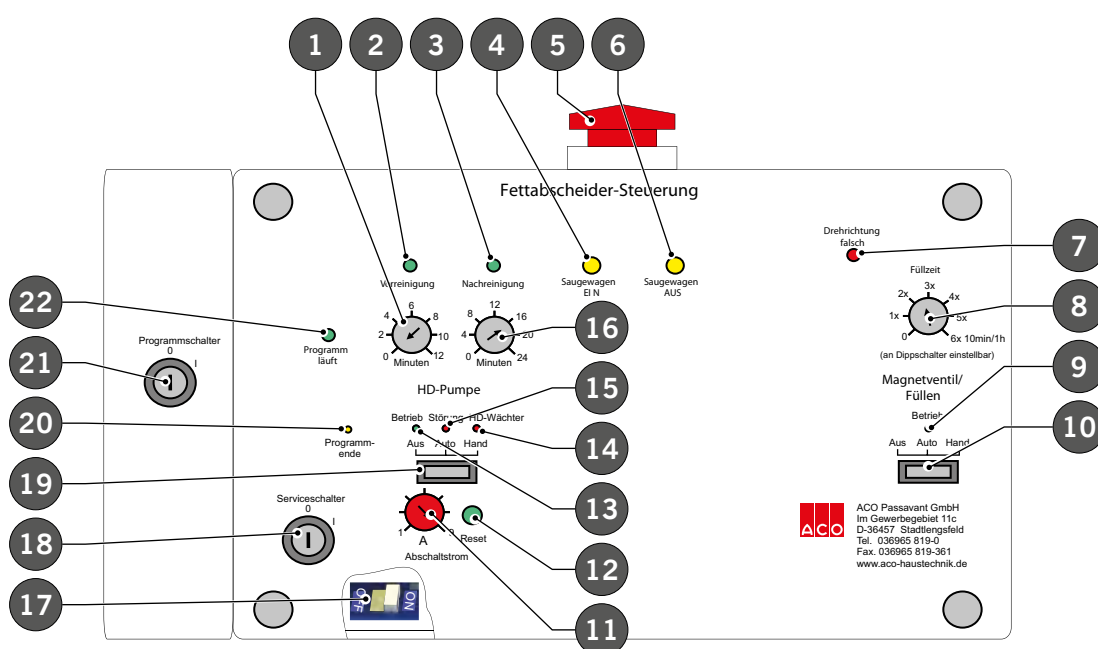 1 2 3 4 5 6
Fettabscheider-Steuerung
Drehrichtung
falsch
7
Vorreinigung
Nachreinigung
Saugewagen
EI N
Saugewagen
AUS
Füllzeit
0 1x 2x 3x 4x 5x 6x 10min/1h
8
(an Dippschalter einstellbar)
22
Programm
läuft
0 2 4 6 8 10 12
Minuten
0 4 8 12 16 20 24
Minuten
16
Programmschalter
0
I
21
HD-Pumpe
15
Magnetventil/
Füllen
9
Betrieb Störung HD-Wächter
14
Betrieb
20
Programm-
ende
Aus Auto Hand
Aus Auto Hand
10
19
13
Serviceschalter
0
I
18
1
A
Reset
Abschaltstrom
12
ACO
ACO Passavant GmbH
Im Gewerbegebiet 11c
D-36457 Stadtlengsfeld
Tel. 036965 819-0
Fax. 036965 819-361
www.aco-haustechnik.de
17
OFF
ON
11